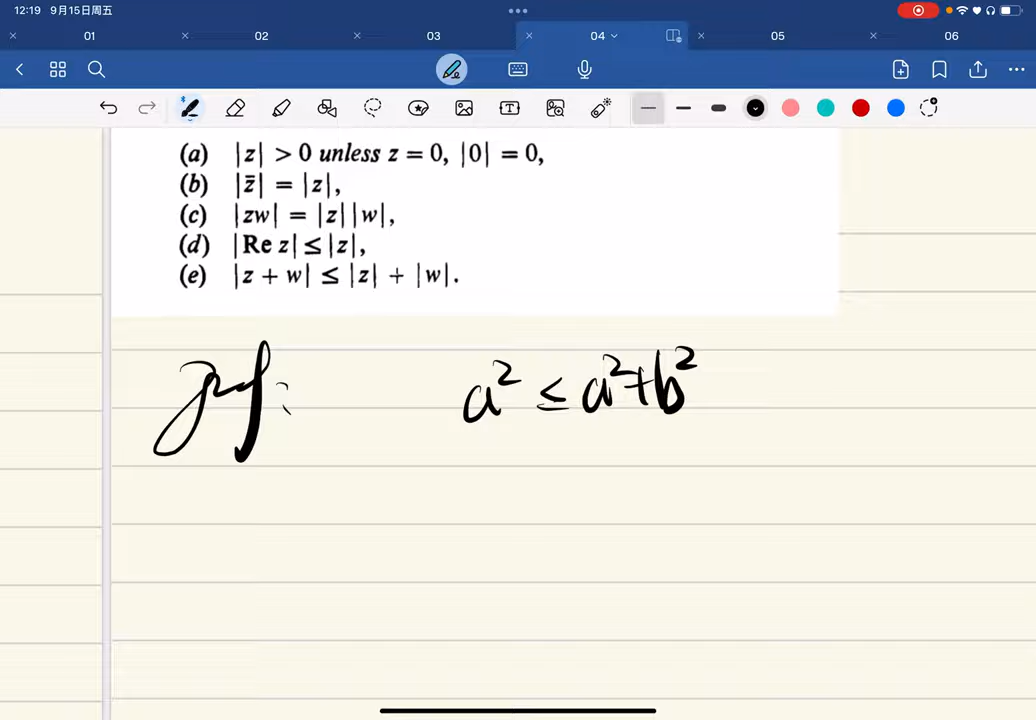 12:19 9月15日周五
01 02 03 04 05 06
(a) |z| > 0 unless z = 0, |0| = 0,
(b) |z̄| = |z|,
(c) |zw| = |z| |w|,
(d) |Re z| ≤ |z|,
(e) |z + w| ≤ |z| + |w|.
a² ≤ a²+b²